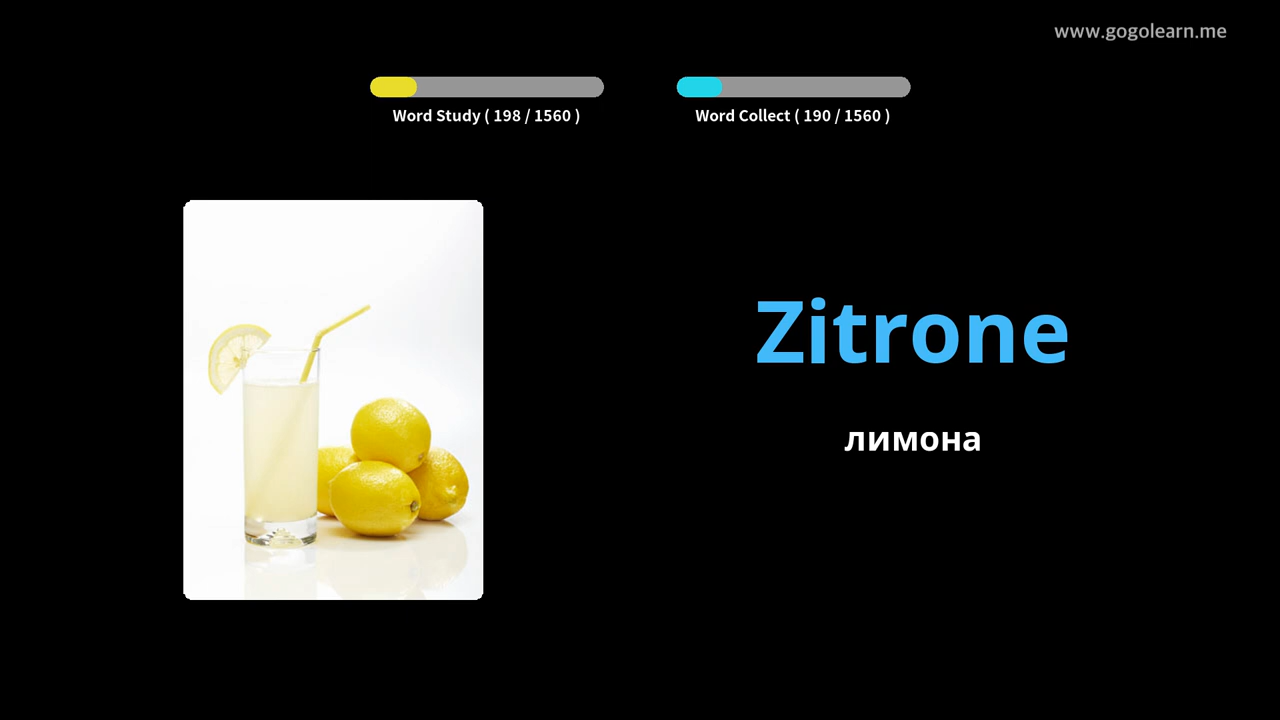 www.gogolearn.me
Word Study ( 198 / 1560 )
Word Collect ( 190 / 1560 )
Zitrone
лимона